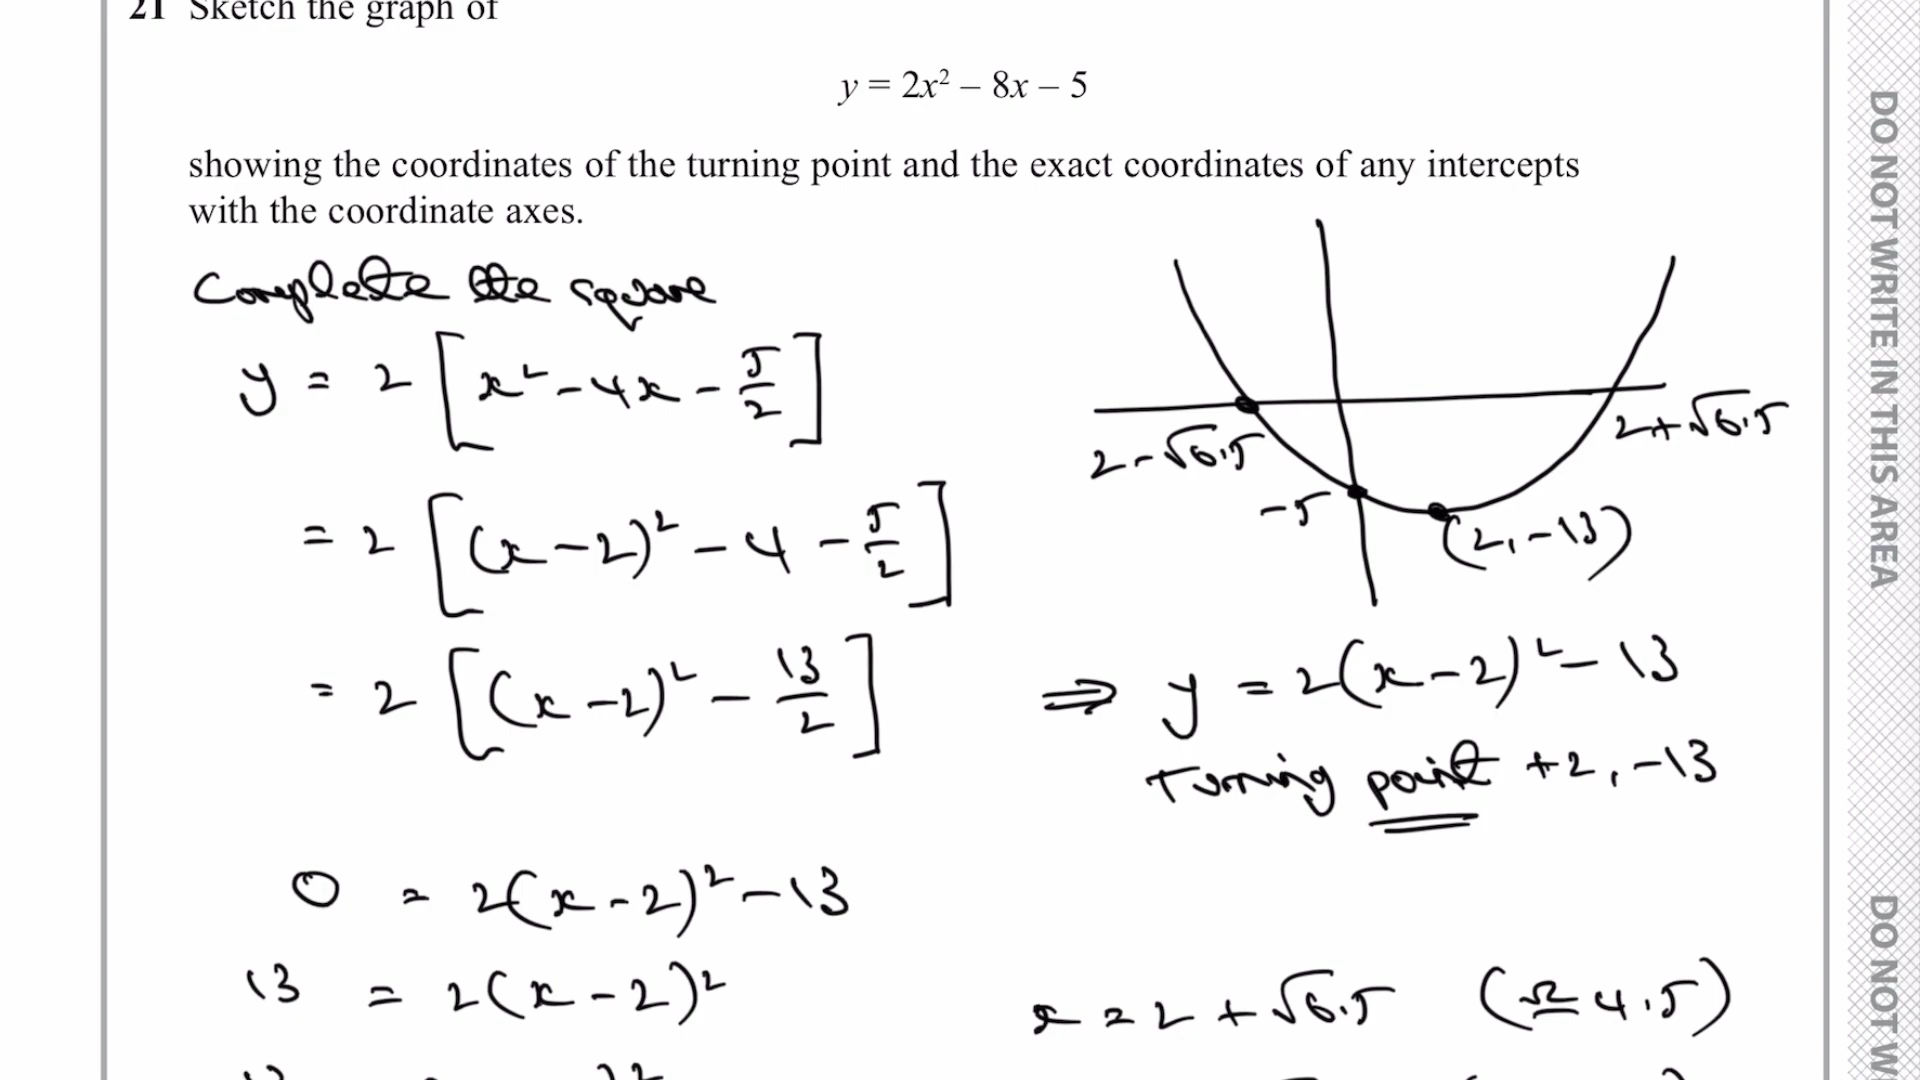 21 Sketch the graph of
y = 2x² – 8x – 5
showing the coordinates of the turning point and the exact coordinates of any intercepts
with the coordinate axes.
Complete the square
y = 2[x² - 4x - 5/2]
= 2[(x-2)² - 4 - 5/2]
= 2[(x-2)² - 13/2]
2-√6.5
2+√6.5
-5
(2,-13)
⇒ y = 2(x-2)² - 13
Turning point +2, -13
0 = 2(x-2)² - 13
13 = 2(x-2)²
x = 2 + √6.5 (≏ 4.5)
DO NOT WRITE IN THIS AREA
DO NOT W